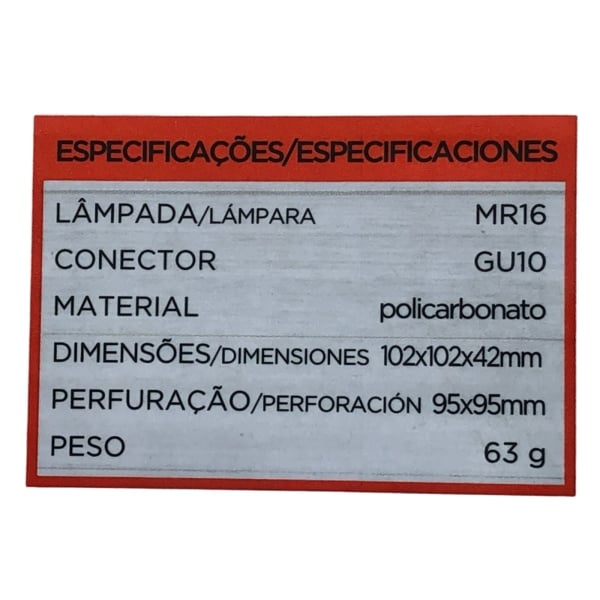 ESPECIFICAÇÕES/ESPECIFICACIONES
LÂMPADA/LÁMPARA MR16
CONECTOR GU10
MATERIAL policarbonato
DIMENSÕES/DIMENSIONES 102x102x42mm
PERFURAÇÃO/PERFORACIÓN 95x95mm
PESO 63 g